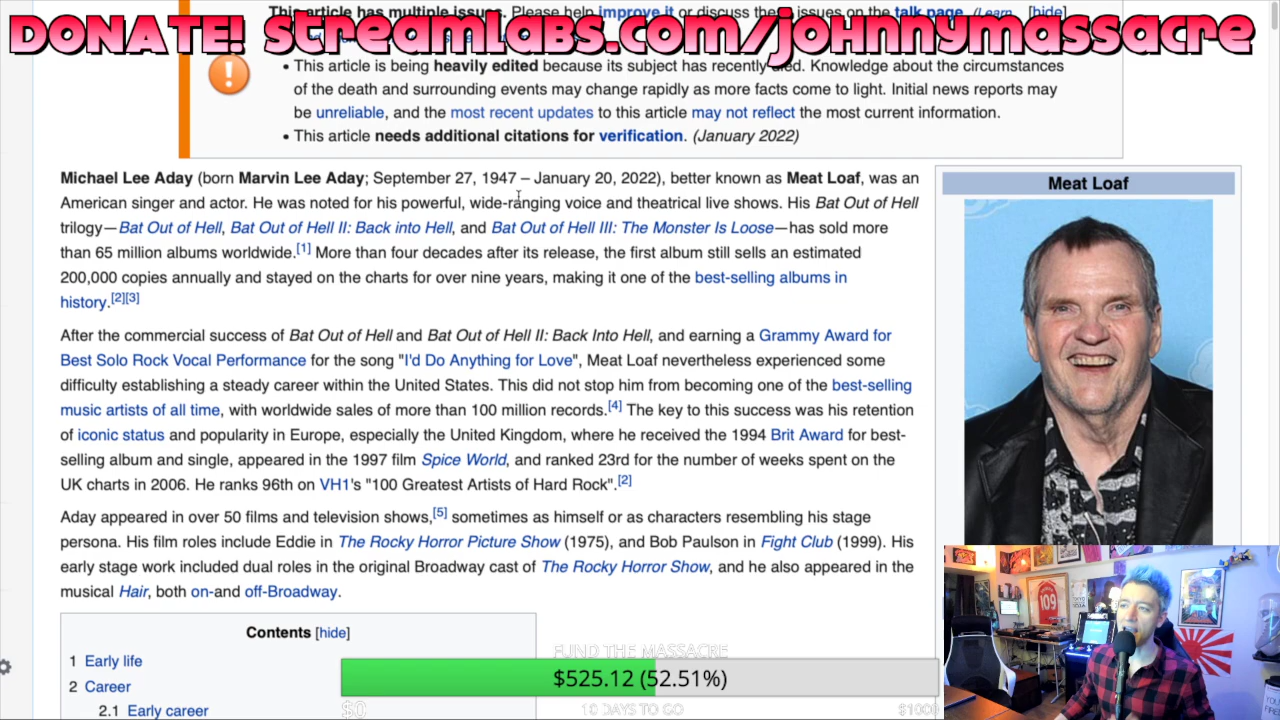 This article has multiple issues. Please help improve it or discuss these issues on the talk page. (Learn [hide]
DONATE! streamlabs.com/johnnymassacre
• This article is being heavily edited because its subject has recently died. Knowledge about the circumstances
of the death and surrounding events may change rapidly as more facts come to light. Initial news reports may
be unreliable, and the most recent updates to this article may not reflect the most current information.
• This article needs additional citations for verification. (January 2022)
Michael Lee Aday (born Marvin Lee Aday; September 27, 1947 – January 20, 2022), better known as Meat Loaf, was an
American singer and actor. He was noted for his powerful, wide-ranging voice and theatrical live shows. His Bat Out of Hell
trilogy—Bat Out of Hell, Bat Out of Hell II: Back into Hell, and Bat Out of Hell III: The Monster Is Loose—has sold more
than 65 million albums worldwide.[1] More than four decades after its release, the first album still sells an estimated
200,000 copies annually and stayed on the charts for over nine years, making it one of the best-selling albums in
history.[2][3]
After the commercial success of Bat Out of Hell and Bat Out of Hell II: Back Into Hell, and earning a Grammy Award for
Best Solo Rock Vocal Performance for the song "I'd Do Anything for Love", Meat Loaf nevertheless experienced some
difficulty establishing a steady career within the United States. This did not stop him from becoming one of the best-selling
music artists of all time, with worldwide sales of more than 100 million records.[4] The key to this success was his retention
of iconic status and popularity in Europe, especially the United Kingdom, where he received the 1994 Brit Award for best-
selling album and single, appeared in the 1997 film Spice World, and ranked 23rd for the number of weeks spent on the
UK charts in 2006. He ranks 96th on VH1's "100 Greatest Artists of Hard Rock".[2]
Aday appeared in over 50 films and television shows,[5] sometimes as himself or as characters resembling his stage
persona. His film roles include Eddie in The Rocky Horror Picture Show (1975), and Bob Paulson in Fight Club (1999). His
early stage work included dual roles in the original Broadway cast of The Rocky Horror Show, and he also appeared in the
musical Hair, both on-and off-Broadway.
Meat Loaf
Contents [hide]
1 Early life
2 Career
2.1 Early career
FUND THE MASSACRE
$525.12 (52.51%)
$0
10 DAYS TO GO
$1000
109